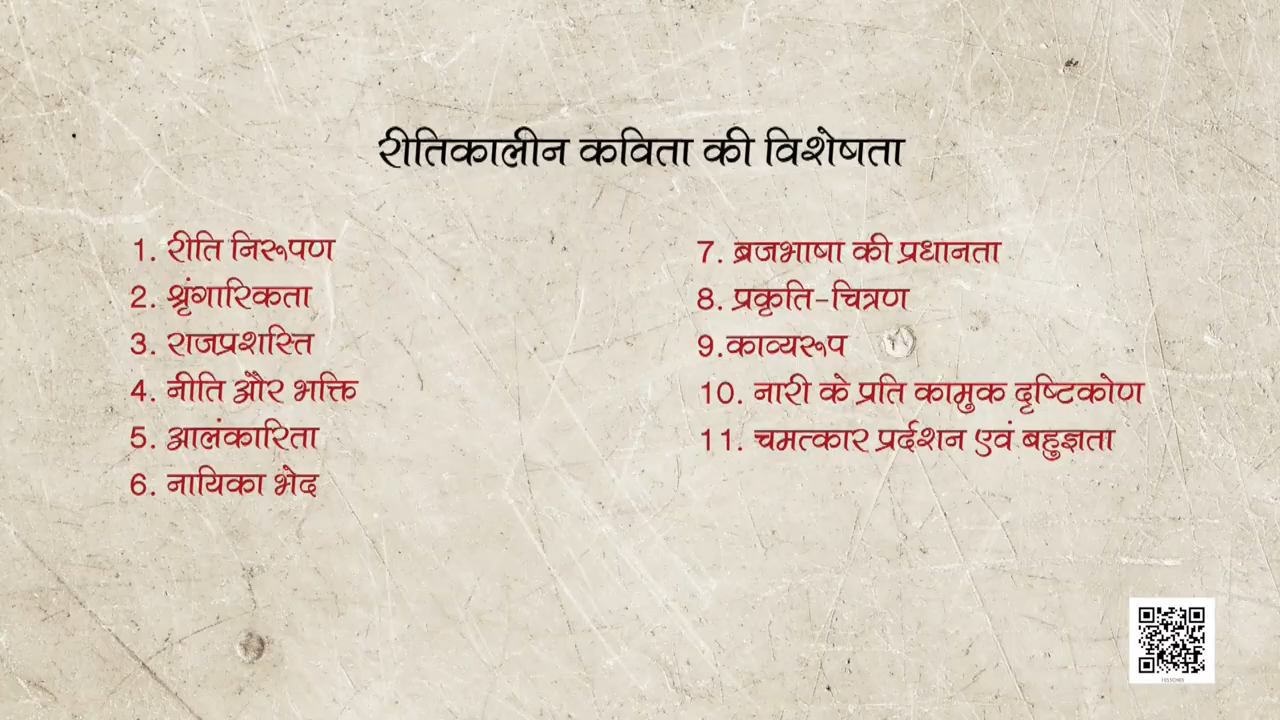 रीतिकालीन कविता की विशेषता
1. रीति निरूपण
2. श्रृंगारिकता
3. राजप्रशस्ति
4. नीति और भक्ति
5. आलंकारिता
6. नायिका भेद
7. ब्रजभाषा की प्रधानता
8. प्रकृति-चित्रण
9.काव्यरूप
10. नारी के प्रति कामुक दृष्टिकोण
11. चमत्कार प्रर्दशन एवं बहुज्ञता